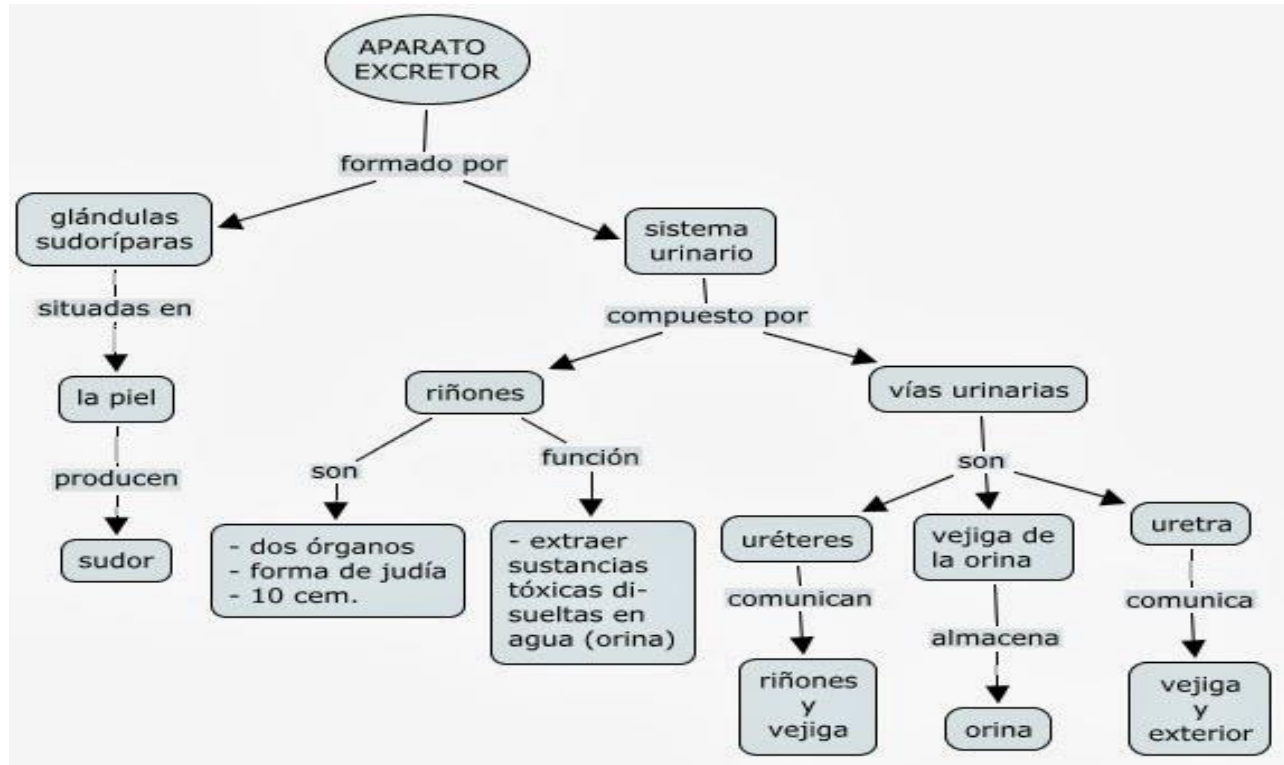 APARATO
EXCRETOR
formado por
glándulas
sudoríparas
situadas en
la piel
producen
sudor
sistema
urinario
compuesto por
riñones
son
- dos órganos
- forma de judía
- 10 cem.
función
- extraer
sustancias
tóxicas di-
sueltas en
agua (orina)
vías urinarias
son
uréteres
comunican
riñones
y
vejiga
vejiga de
la orina
almacena
orina
uretra
comunica
vejiga
y
exterior